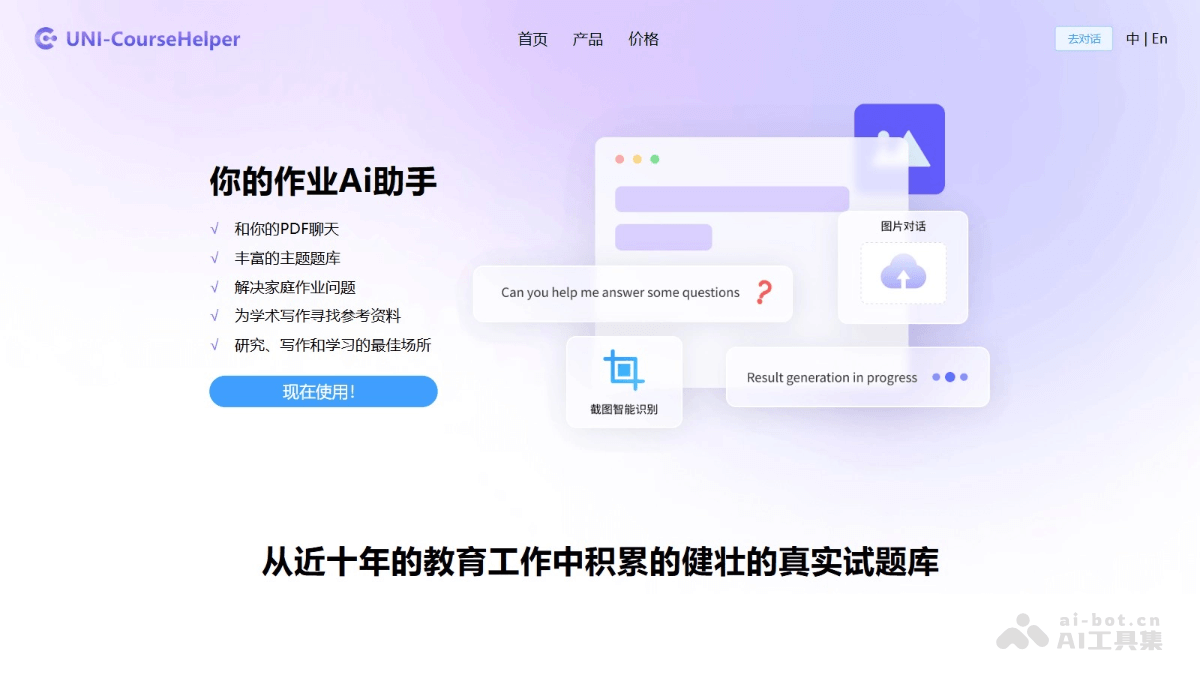 UNI-CourseHelper
首页 产品 价格
去对话 中 | En
你的作业Ai助手
√ 和你的PDF聊天
√ 丰富的主题题库
√ 解决家庭作业问题
√ 为学术写作寻找参考资料
√ 研究、写作和学习的最佳场所
现在使用!
图片对话
Can you help me answer some questions ?
截图智能识别
Result generation in progress
从近十年的教育工作中积累的健壮的真实试题库
ai-bot.cn
AI工具集